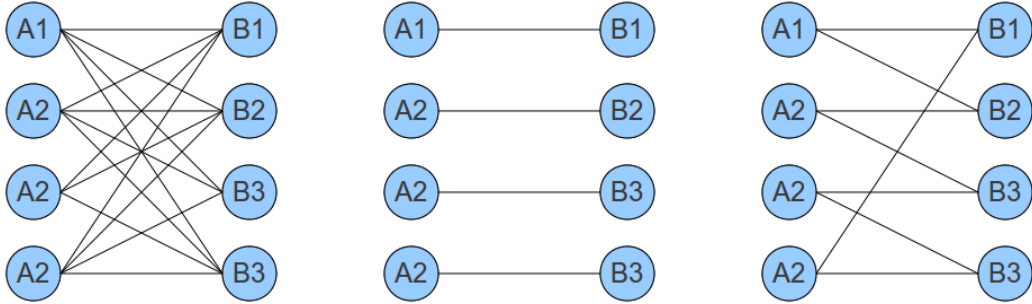 A1 B1 A1 B1 A1 B1
A2 B2 A2 B2 A2 B2
A2 B3 A2 B3 A2 B3
A2 B3 A2 B3 A2 B3